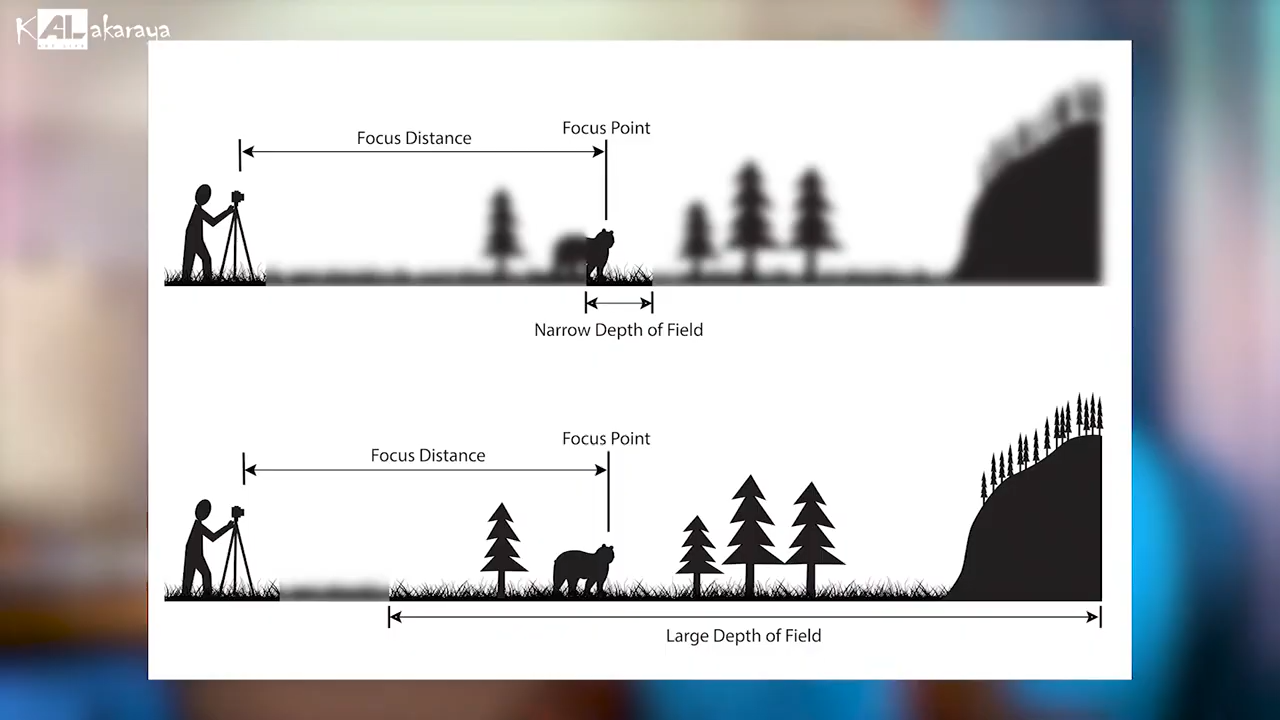 KALakaraya
Focus Point
Focus Distance
Narrow Depth of Field
Focus Point
Focus Distance
Large Depth of Field